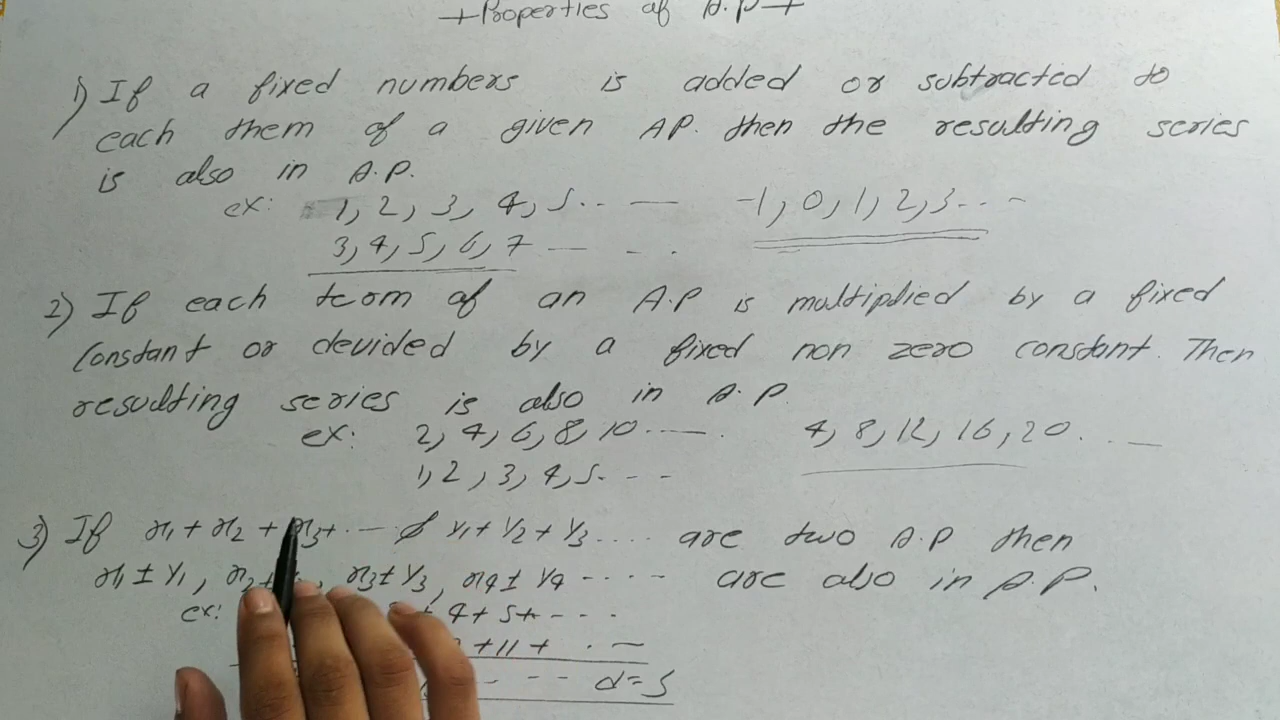 Properties of A.P
1) If a fixed numbers is added or subtracted to
each them of a given AP. then the resulting series
is also in A.P.
ex: 1, 2, 3, 4, 5.. — -1, 0, 1, 2, 3... -
3, 4, 5, 6, 7 — - . .
2) If each term of an A.P is multiplied by a fixed
Constant or devided by a fixed non zero constant. Then
resulting series is also in A.P.
ex: 2, 4, 6, 8, 10..... 4, 8, 12, 16, 20. . . —
1, 2, 3, 4, 5. - - -
3) If x₁ + x₂ + x₃ + . — . & y₁ + y₂ + y₃ .... are two A.P then
x₁ ± y₁, x₃ ± y₃, x₄ ± y₄ ----- are also in A.P.
ex: 4 + 5 + - - - .
+ 11 + . . —
- - - d = 5